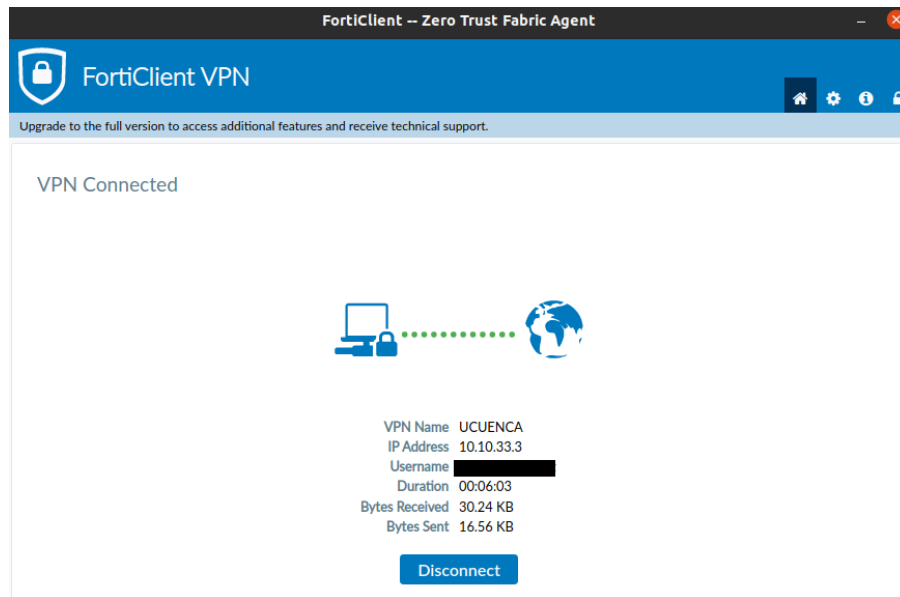 FortiClient -- Zero Trust Fabric Agent
FortiClient VPN
Upgrade to the full version to access additional features and receive technical support.
VPN Connected
VPN Name UCUENCA
IP Address 10.10.33.3
Username
Duration 00:06:03
Bytes Received 30.24 KB
Bytes Sent 16.56 KB
Disconnect